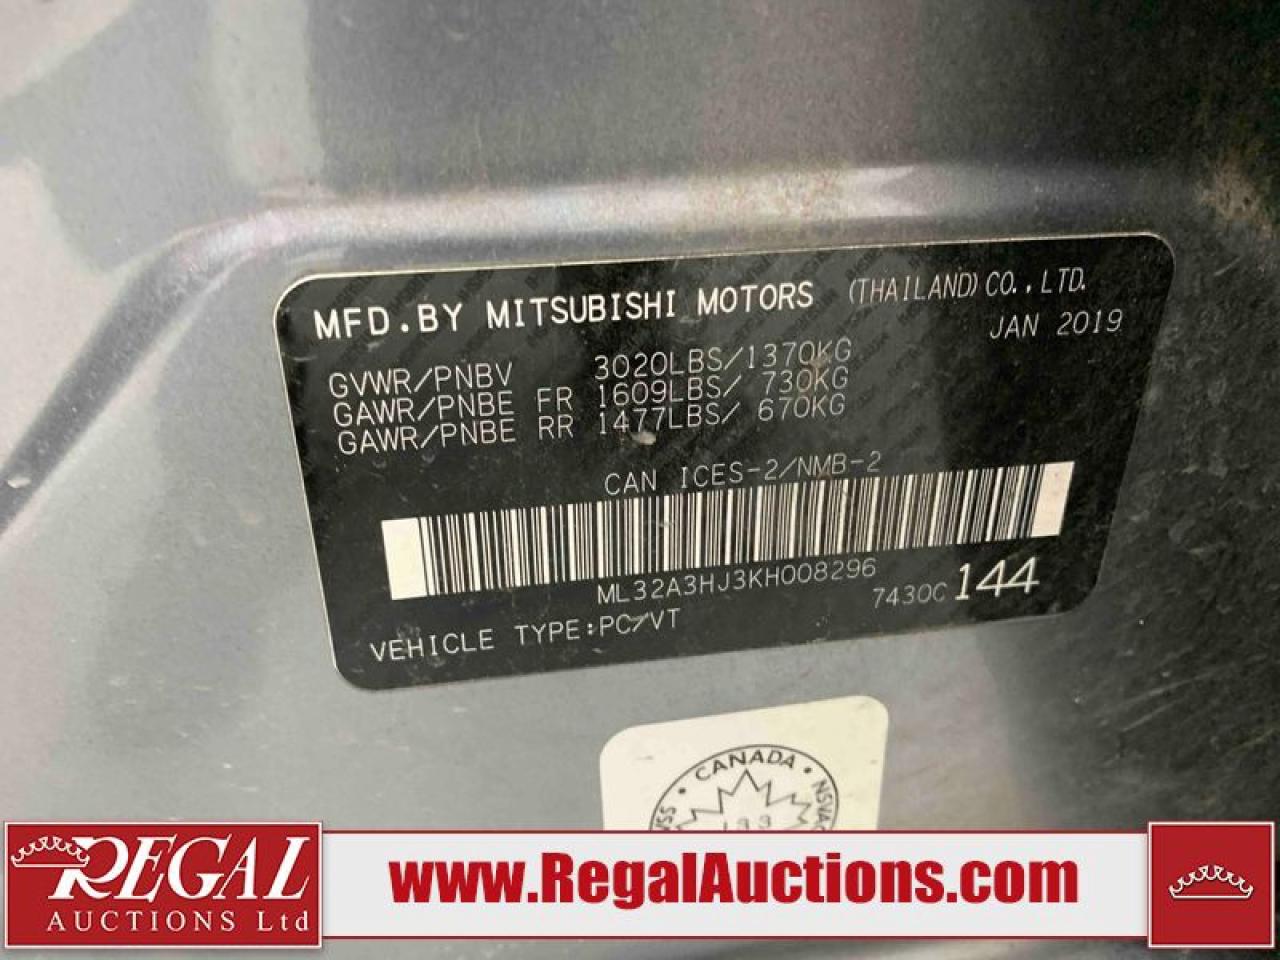 MFD.BY MITSUBISHI MOTORS (THAILAND) CO.,LTD.
JAN 2019
GVWR/PNBV 3020LBS/1370KG
GAWR/PNBE FR 1609LBS/ 730KG
GAWR/PNBE RR 1477LBS/ 670KG
CAN ICES-2/NMB-2
ML32A3HJ3KH008296
7430C 144
VEHICLE TYPE:PC/VT
CANADA
REGAL
AUCTIONS Ltd
www.RegalAuctions.com